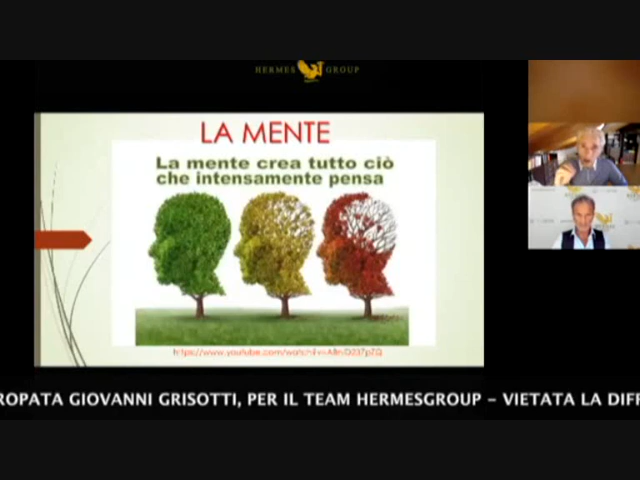 HERMES GROUP
LA MENTE
La mente crea tutto ciò
che intensamente pensa
ROPATA GIOVANNI GRISOTTI, PER IL TEAM HERMESGROUP - VIETATA LA DIFF